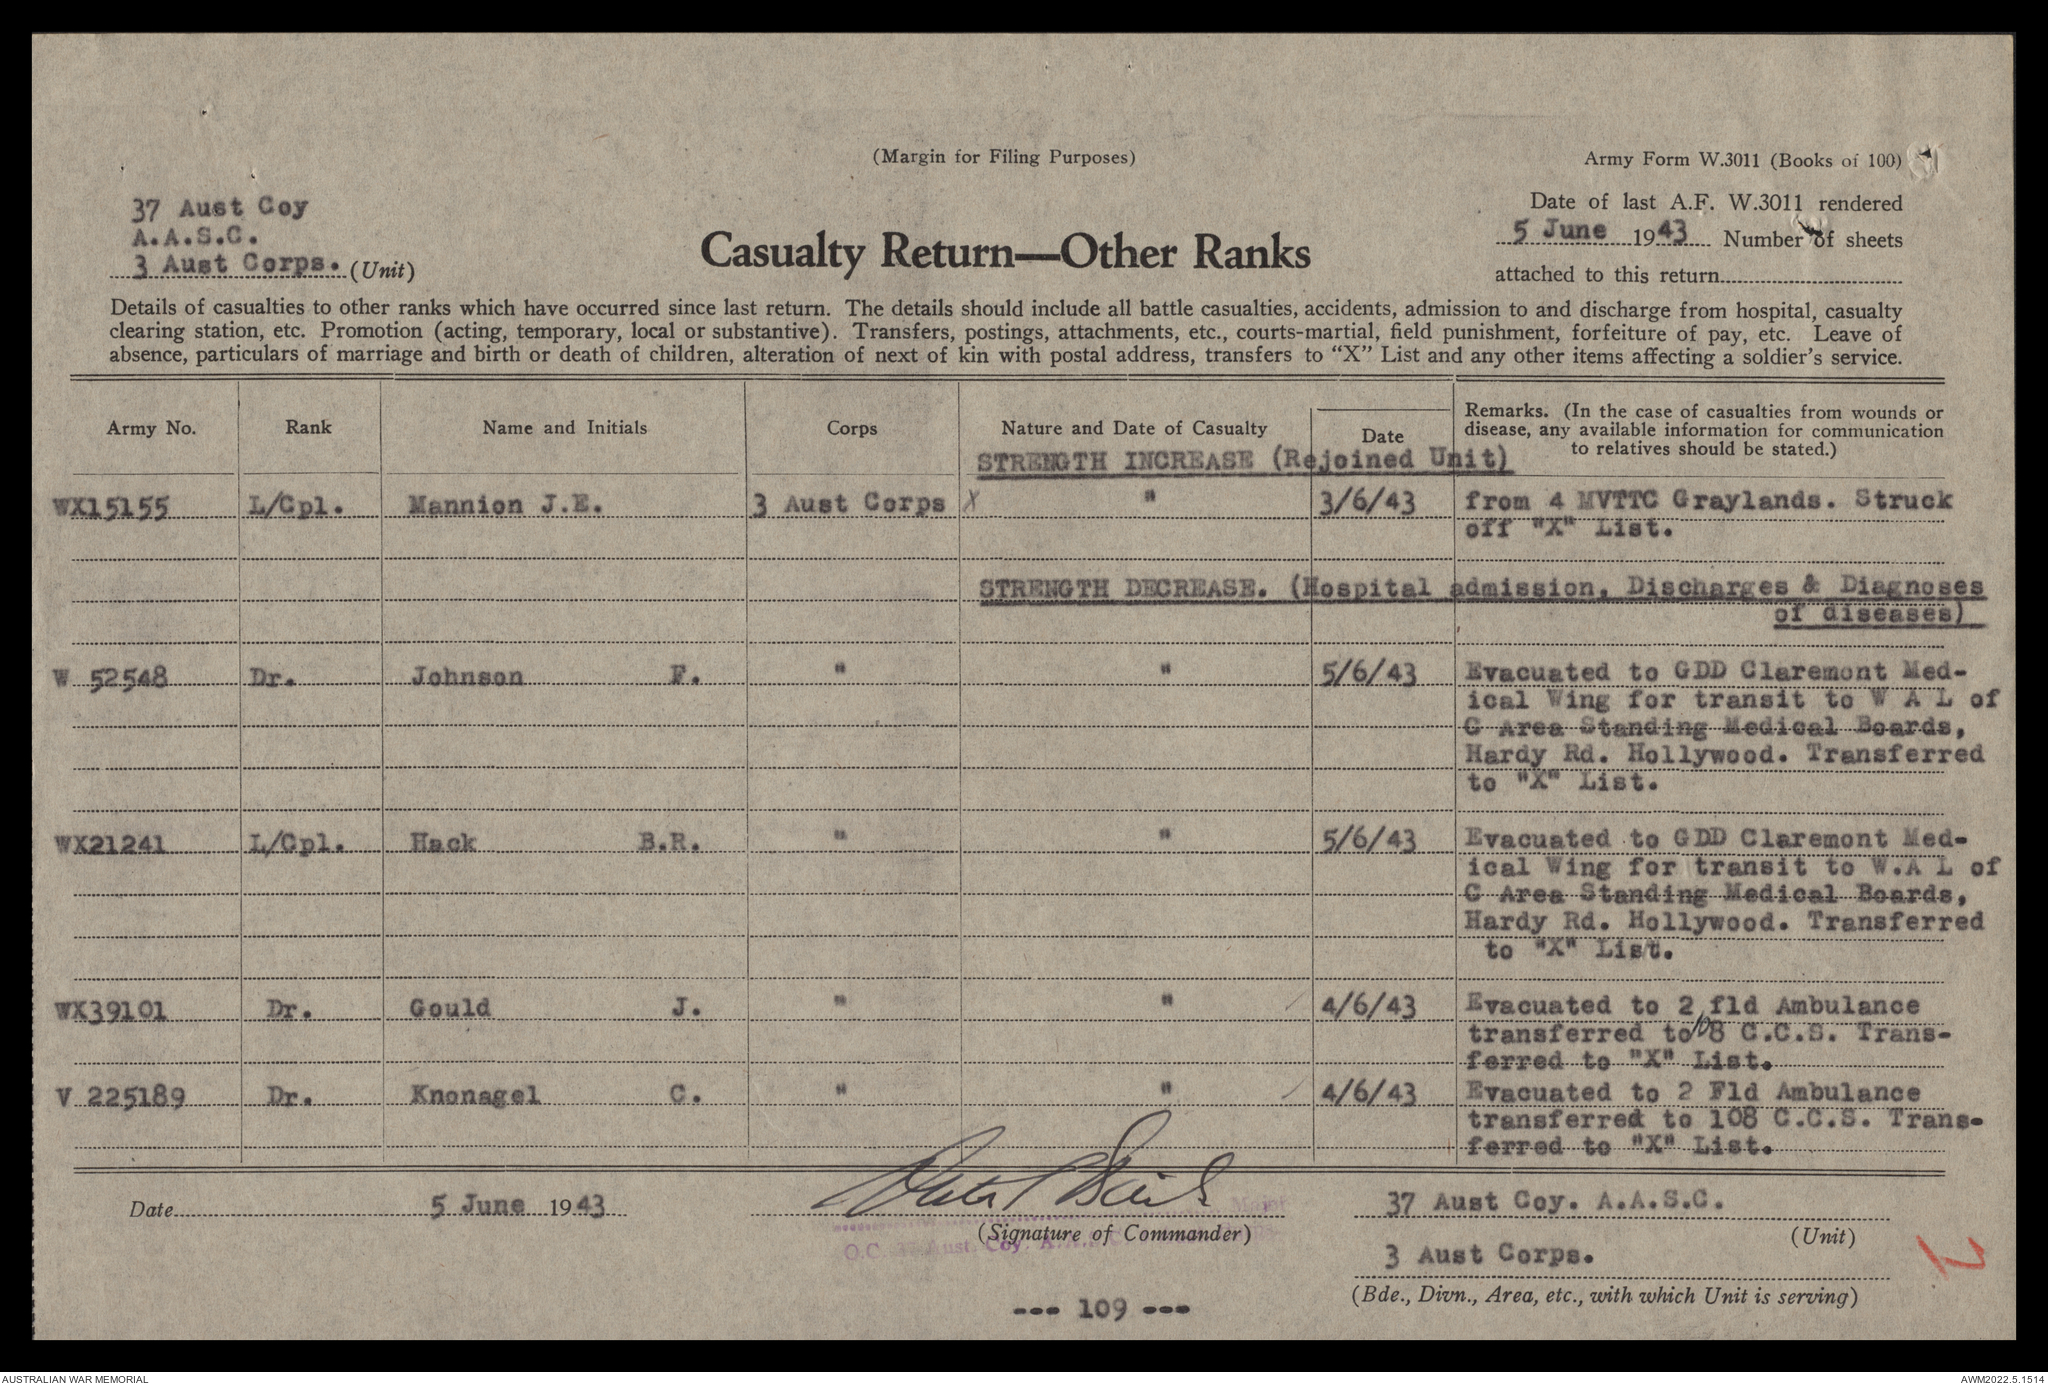 (Margin for Filing Purposes)
Army Form W.3011 (Books of 100)
37 Aust Coy
A.A.S.C.
3 Aust Corps. (Unit)
Casualty Return—Other Ranks
Date of last A.F. W.3011 rendered
5 June 1943 Number of sheets
attached to this return
Details of casualties to other ranks which have occurred since last return. The details should include all battle casualties, accidents, admission to and discharge from hospital, casualty
clearing station, etc. Promotion (acting, temporary, local or substantive). Transfers, postings, attachments, etc., courts-martial, field punishment, forfeiture of pay, etc. Leave of
absence, particulars of marriage and birth or death of children, alteration of next of kin with postal address, transfers to "X" List and any other items affecting a soldier's service.
Army No. Rank Name and Initials Corps Nature and Date of Casualty Date
Remarks. (In the case of casualties from wounds or
disease, any available information for communication
to relatives should be stated.)
STRENGTH INCREASE (Rejoined Unit)
WX15155 L/Cpl. Mannion J.E. 3 Aust Corps X " 3/6/43 from 4 MVTTC Graylands. Struck
off "X" List.
STRENGTH DECREASE. (Hospital admission, Discharges & Diagnoses
of diseases)
W 52548 Dr. Johnson F. " " 5/6/43 Evacuated to GDD Claremont Med-
ical Wing for transit to W A L of
C Area Standing Medical Boards,
Hardy Rd. Hollywood. Transferred
to "X" List.
WX21241 L/Cpl. Hack B.R. " " 5/6/43 Evacuated to GDD Claremont Med-
ical Wing for transit to W.A L of
C Area Standing Medical Boards,
Hardy Rd. Hollywood. Transferred
to "X" List.
WX39101 Dr. Gould J. " " 4/6/43 Evacuated to 2 fld Ambulance
transferred to 108 C.C.S. Trans-
ferred to "X" List.
V 225189 Dr. Knonagel C. " " 4/6/43 Evacuated to 2 Fld Ambulance
transferred to 108 C.C.S. Trans-
ferred to "X" List.
Date 5 June 1943
Major
(Signature of Commander)
O.C. 37 Aust. Coy. A.
37 Aust Coy. A.A.S.C.
(Unit)
3 Aust Corps.
(Bde., Divn., Area, etc., with which Unit is serving)
--- 109 ---
AUSTRALIAN WAR MEMORIAL
AWM2022.5.1514